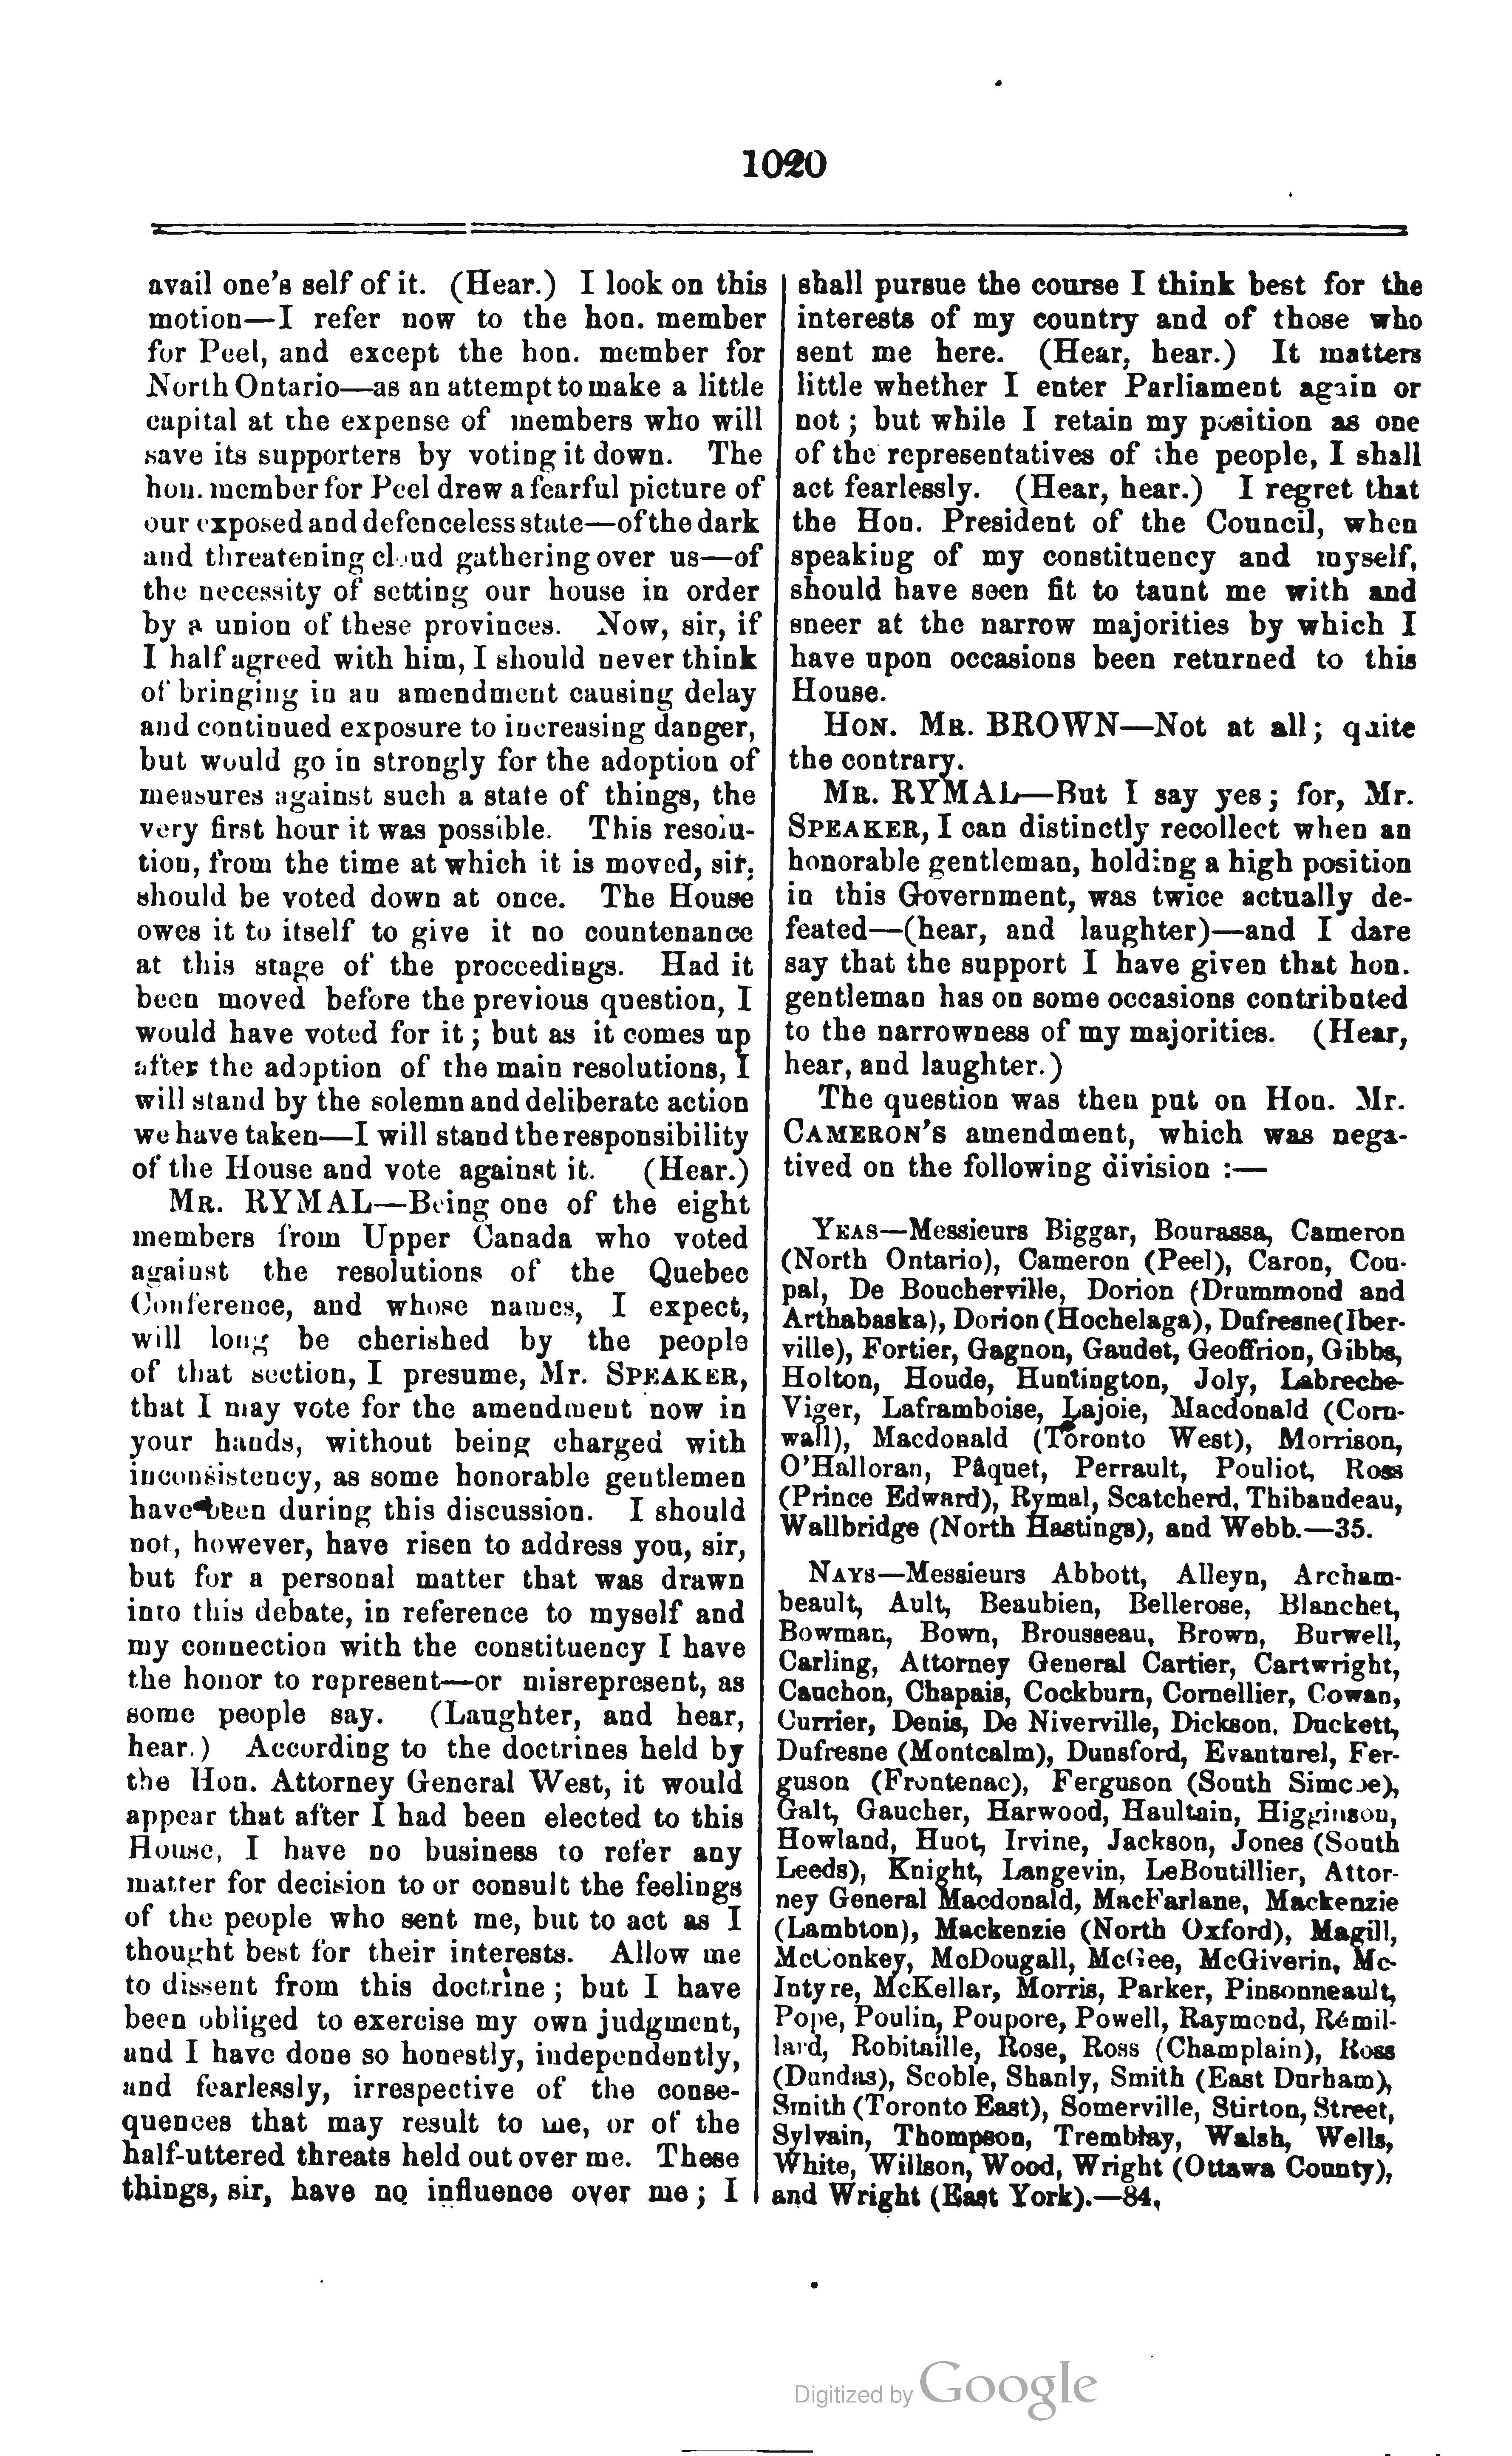 1020
avail one's self of it. (Hear.) I look on this
motion—I refer now to the hon. member
for Peel, and except the hon. member for
North Ontario—as an attempt to make a little
capital at the expense of members who will
save its supporters by voting it down. The
hon. member for Peel drew a fearful picture of
our exposed and defenceless state—of the dark
and threatening cloud gathering over us—of
the necessity of setting our house in order
by a union of these provinces. Now, sir, if
I half agreed with him, I should never think
of bringing in an amendment causing delay
and continued exposure to increasing danger,
but would go in strongly for the adoption of
measures against such a state of things, the
very first hour it was possible. This resolu-
tion, from the time at which it is moved, sir,
should be voted down at once. The House
owes it to itself to give it no countenance
at this stage of the proceedings. Had it
been moved before the previous question, I
would have voted for it; but as it comes up
after the adoption of the main resolutions, I
will stand by the solemn and deliberate action
we have taken—I will stand the responsibility
of the House and vote against it. (Hear.)
MR. RYMAL—Being one of the eight
members from Upper Canada who voted
against the resolutions of the Quebec
Conference, and whose names, I expect,
will long be cherished by the people
of that section, I presume, Mr. SPEAKER,
that I may vote for the amendment now in
your hands, without being charged with
inconsistency, as some honorable gentlemen
have been during this discussion. I should
not, however, have risen to address you, sir,
but for a personal matter that was drawn
into this debate, in reference to myself and
my connection with the constituency I have
the honor to represent—or misrepresent, as
some people say. (Laughter, and hear,
hear.) According to the doctrines held by
the Hon. Attorney General West, it would
appear that after I had been elected to this
House, I have no business to refer any
matter for decision to or consult the feelings
of the people who sent me, but to act as I
thought best for their interests. Allow me
to dissent from this doctrine; but I have
been obliged to exercise my own judgment,
and I have done so honestly, independently,
and fearlessly, irrespective of the conse-
quences that may result to me, or of the
half-uttered threats held out over me. These
things, sir, have no influence over me; I
shall pursue the course I think best for the
interests of my country and of those who
sent me here. (Hear, hear.) It matters
little whether I enter Parliament again or
not; but while I retain my position as one
of the representatives of the people, I shall
act fearlessly. (Hear, hear.) I regret that
the Hon. President of the Council, when
speaking of my constituency and myself,
should have seen fit to taunt me with and
sneer at the narrow majorities by which I
have upon occasions been returned to this
House.
HON. MR. BROWN—Not at all; quite
the contrary.
MR. RYMAL—But I say yes; for, Mr.
SPEAKER, I can distinctly recollect when an
honorable gentleman, holding a high position
in this Government, was twice actually de-
feated—(hear, and laughter)—and I dare
say that the support I have given that hon.
gentleman has on some occasions contributed
to the narrowness of my majorities. (Hear,
hear, and laughter.)
The question was then put on Hon. Mr.
CAMERON'S amendment, which was nega-
tived on the following division :—
YEAS—Messieurs Biggar, Bourassa, Cameron
(North Ontario), Cameron (Peel), Caron, Cou-
pal, De Boucherville, Dorion (Drummond and
Arthabaska), Dorion (Hochelaga), Dufresne (Iber-
ville), Fortier, Gagnon, Gaudet, Geoffrion, Gibbs,
Holton, Houde, Huntington, Joly, Labreche-
Viger, Laframboise, Lajoie, Macdonald (Corn-
wall), Macdonald (Toronto West), Morrison,
O'Halloran, Pâquet, Perrault, Pouliot, Ross
(Prince Edward), Rymal, Scatcherd, Thibaudeau,
Wallbridge (North Hastings), and Webb.—35.
NAYS—Messieurs Abbott, Alleyn, Archam-
beault, Ault, Beaubien, Bellerose, Blanchet,
Bowman, Bown, Brousseau, Brown, Burwell,
Carling, Attorney General Cartier, Cartwright,
Cauchon, Chapais, Cockburn, Cornellier, Cowan,
Currier, Denis, De Niverville, Dickson, Duckett,
Dufresne (Montcalm), Dunsford, Evanturel, Fer-
guson (Frontenac), Ferguson (South Simcoe),
Galt, Gaucher, Harwood, Haultain, Higginson,
Howland, Huot, Irvine, Jackson, Jones (South
Leeds), Knight, Langevin, LeBoutillier, Attor-
ney General Macdonald, MacFarlane, Mackenzie
(Lambton), Mackenzie (North Oxford), Magill,
McConkey, McDougall, McGee, McGiverin, Mc-
Intyre, McKellar, Morris, Parker, Pinsonneault,
Pope, Poulin, Poupore, Powell, Raymond, Rémil-
lard, Robitaille, Rose, Ross (Champlain), Ross
(Dundas), Scoble, Shanly, Smith (East Durham),
Smith (Toronto East), Somerville, Stirton, Street,
Sylvain, Thompson, Tremblay, Walsh, Wells,
White, Willson, Wood, Wright (Ottawa County),
and Wright (East York).—84.
Digitized by Google